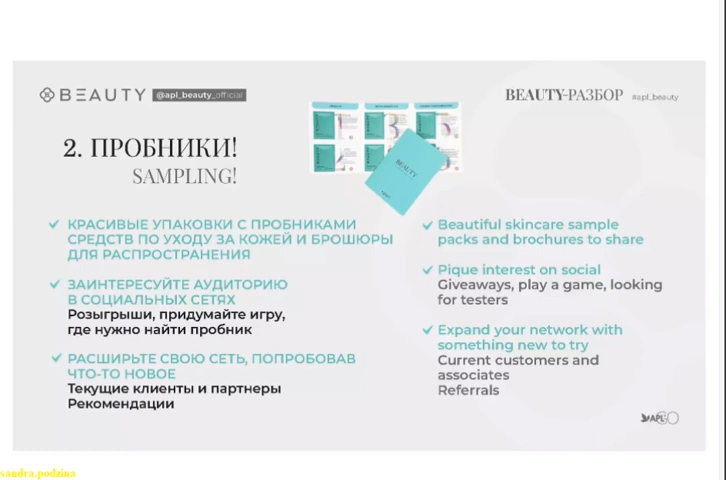 BEAUTY @apl_beauty_official
BEAUTY-РАЗБОР #apl_beauty
2. ПРОБНИКИ!
SAMPLING!
BEAUTY
КРАСИВЫЕ УПАКОВКИ С ПРОБНИКАМИ
СРЕДСТВ ПО УХОДУ ЗА КОЖЕЙ И БРОШЮРЫ
ДЛЯ РАСПРОСТРАНЕНИЯ
ЗАИНТЕРЕСУЙТЕ АУДИТОРИЮ
В СОЦИАЛЬНЫХ СЕТЯХ
Розыгрыши, придумайте игру,
где нужно найти пробник
РАСШИРЬТЕ СВОЮ СЕТЬ, ПОПРОБОВАВ
ЧТО-ТО НОВОЕ
Текущие клиенты и партнеры
Рекомендации
Beautiful skincare sample
packs and brochures to share
Pique interest on social
Giveaways, play a game, looking
for testers
Expand your network with
something new to try
Current customers and
associates
Referrals
APLGO
sandra.podzina